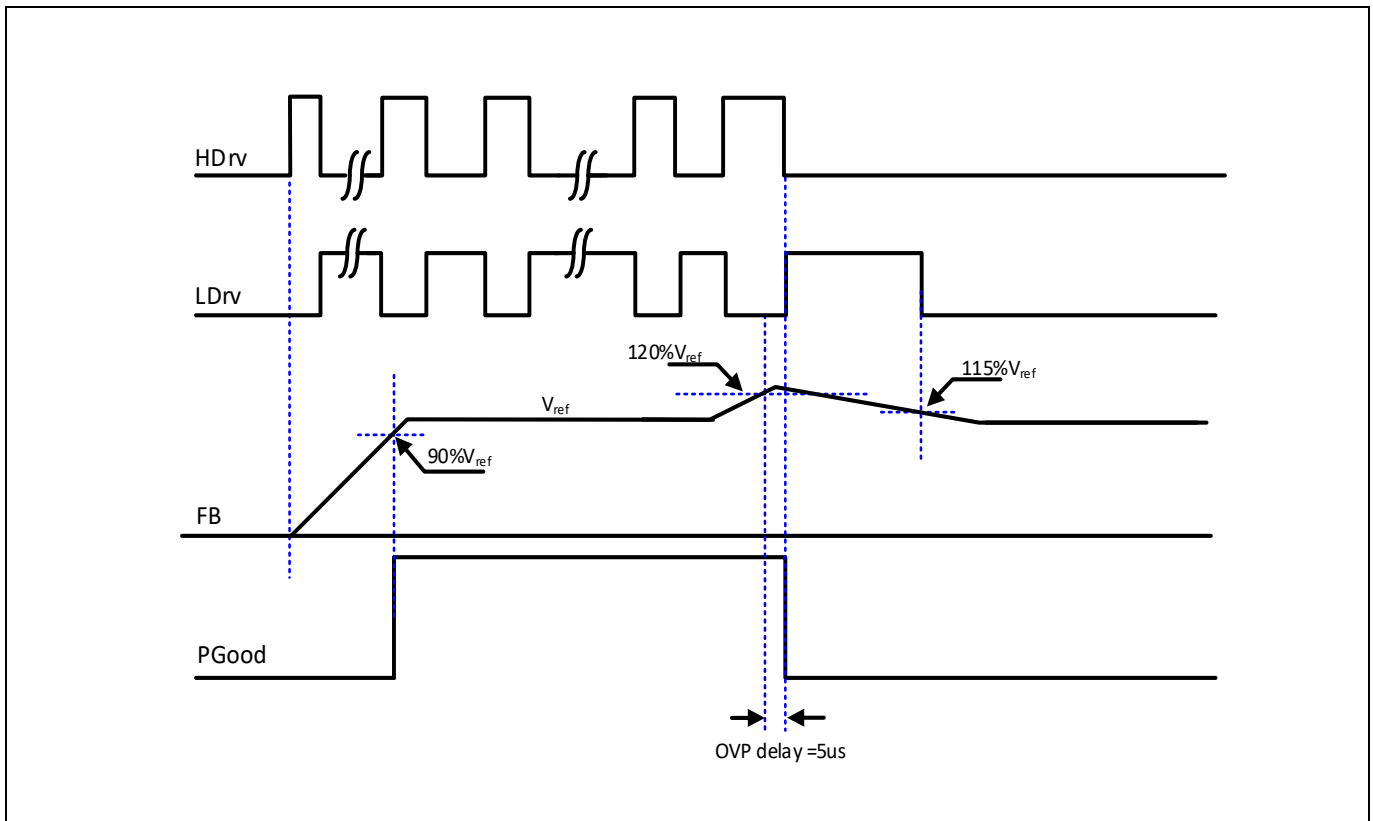 HDrv
LDrv
120%Vref
115%Vref
Vref
90%Vref
FB
PGood
OVP delay =5us